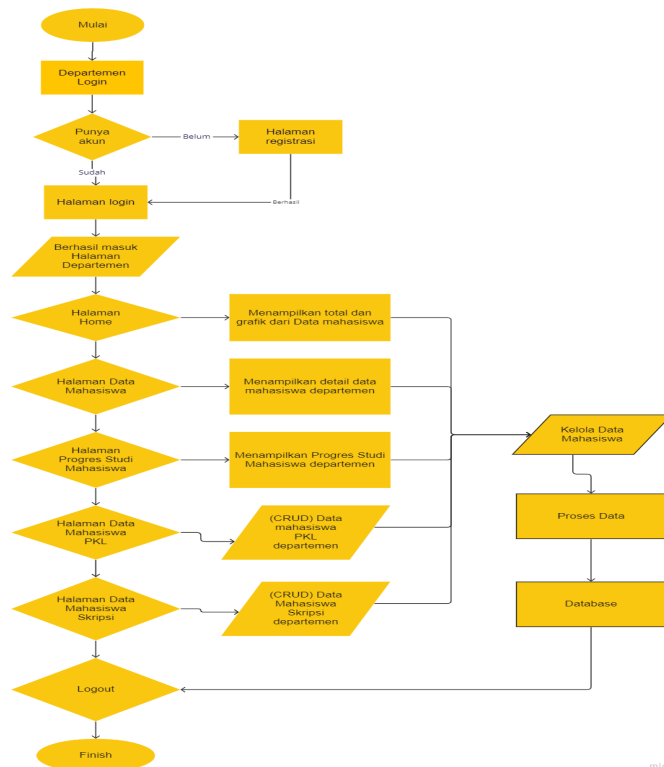 Mulai
Departemen
Login
Punya
akun
Belum
Halaman
registrasi
Sudah
Halaman login
Berhasil
Berhasil masuk
Halaman
Departemen
Halaman
Home
Menampilkan total dan
grafik dari Data mahasiswa
Halaman Data
Mahasiswa
Menampilkan detail data
mahasiswa departemen
Kelola Data
Mahasiswa
Halaman
Progres Studi
Mahasiswa
Menampilkan Progres Studi
Mahasiswa departemen
Halaman Data
Mahasiswa
PKL
(CRUD) Data
mahasiswa
PKL
departemen
Proses Data
Halaman Data
Mahasiswa
Skripsi
(CRUD) Data
Mahasiswa
Skripsi
departemen
Database
Logout
Finish